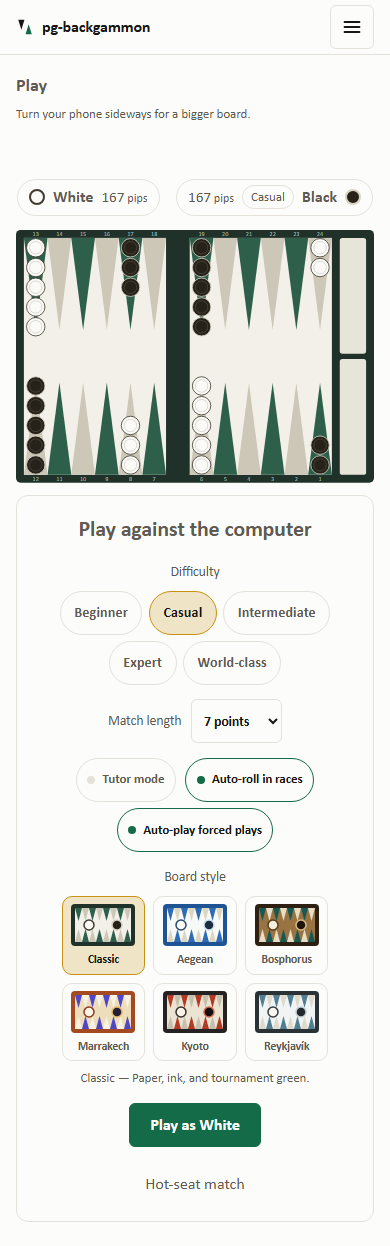 pg-backgammon
Play
Turn your phone sideways for a bigger board.
White 167 pips
167 pips Casual Black
13 14 15 16 17 18 19 20 21 22 23 24
12 11 10 9 8 7 6 5 4 3 2 1
Play against the computer
Difficulty
Beginner Casual Intermediate
Expert World-class
Match length 7 points
Tutor mode Auto-roll in races
Auto-play forced plays
Board style
Classic Aegean Bosphorus
Marrakech Kyoto Reykjavík
Classic — Paper, ink, and tournament green.
Play as White
Hot-seat match